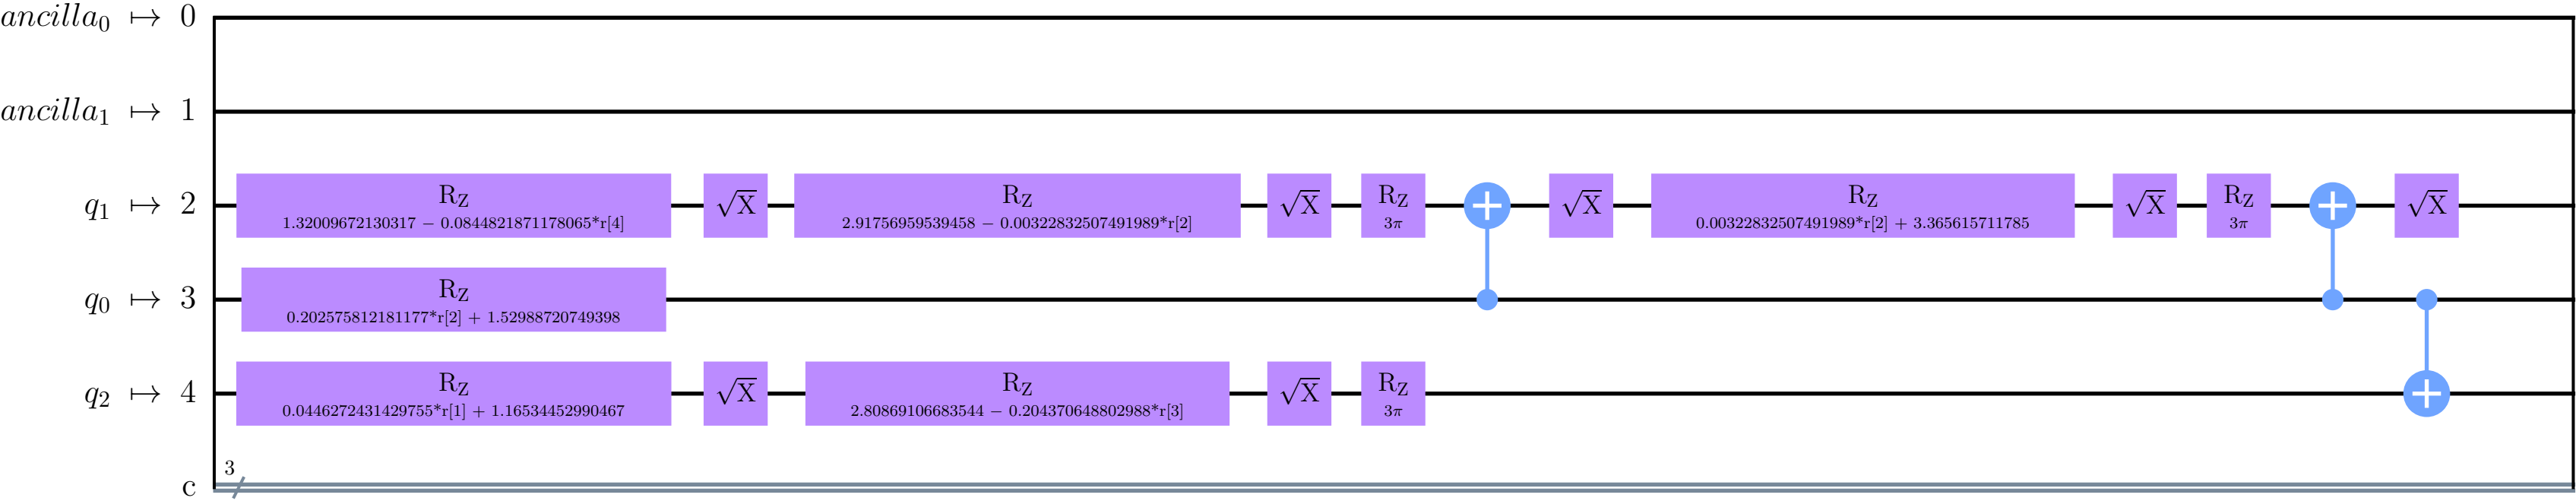 ancilla₀ ↦ 0
ancilla₁ ↦ 1
q₁ ↦ 2 R_Z √X R_Z √X R_Z √X R_Z √X R_Z √X
1.32009672130317 − 0.0844821871178065*r[4] 2.91756959539458 − 0.00322832507491989*r[2] 3π 0.00322832507491989*r[2] + 3.365615711785 3π
q₀ ↦ 3 R_Z
0.202575812181177*r[2] + 1.52988720749398
q₂ ↦ 4 R_Z √X R_Z √X R_Z
0.0446272431429755*r[1] + 1.16534452990467 2.80869106683544 − 0.204370648802988*r[3] 3π
3
c